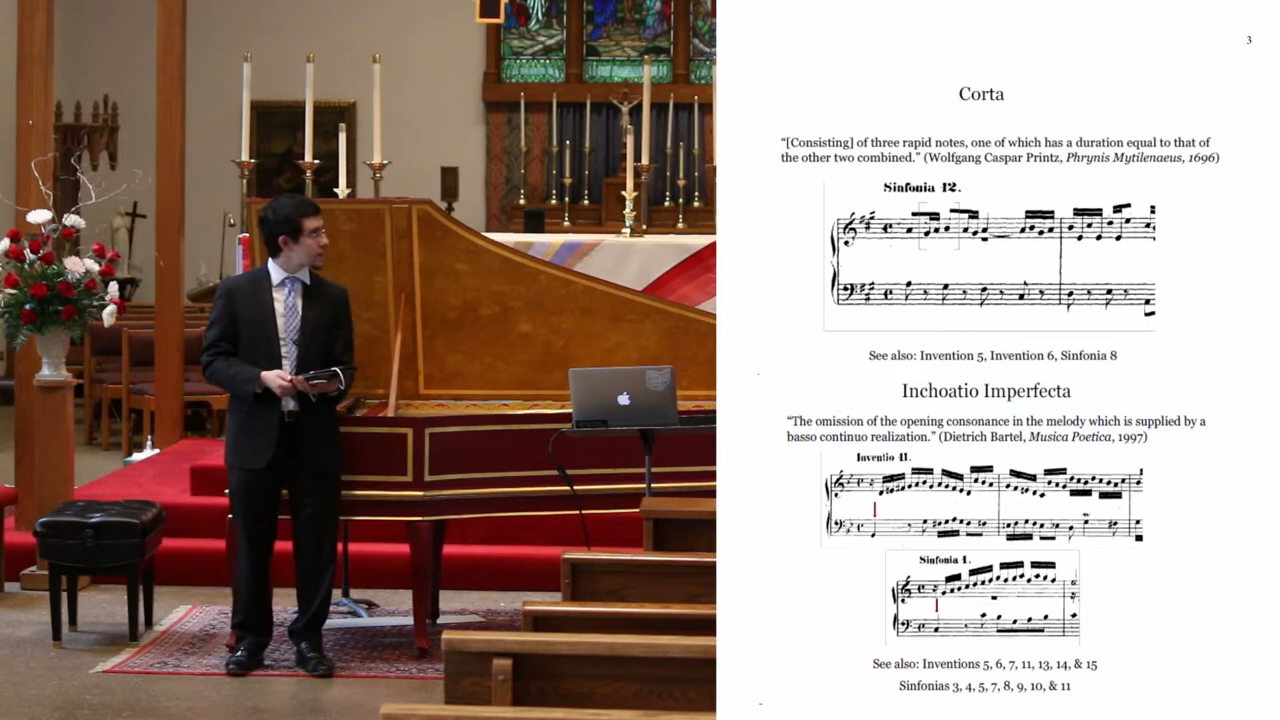 3
Corta
“[Consisting] of three rapid notes, one of which has a duration equal to that of
the other two combined.” (Wolfgang Caspar Printz, Phrynis Mytilenaeus, 1696)
Sinfonia 12.
See also: Invention 5, Invention 6, Sinfonia 8
Inchoatio Imperfecta
“The omission of the opening consonance in the melody which is supplied by a
basso continuo realization.” (Dietrich Bartel, Musica Poetica, 1997)
Inventio 11.
Sinfonia 1.
See also: Inventions 5, 6, 7, 11, 13, 14, & 15
Sinfonias 3, 4, 5, 7, 8, 9, 10, & 11